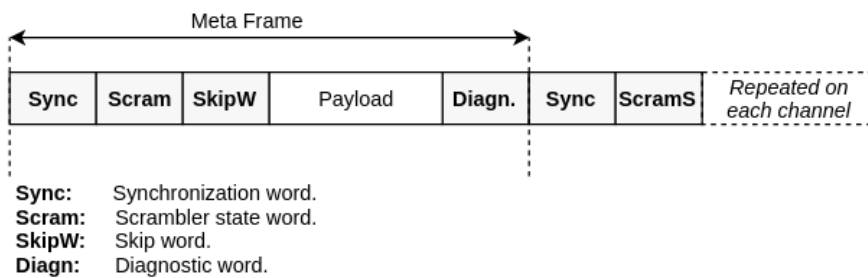 Meta Frame
Sync Scram SkipW Payload Diagn. Sync ScramS Repeated on
each channel
Sync: Synchronization word.
Scram: Scrambler state word.
SkipW: Skip word.
Diagn: Diagnostic word.